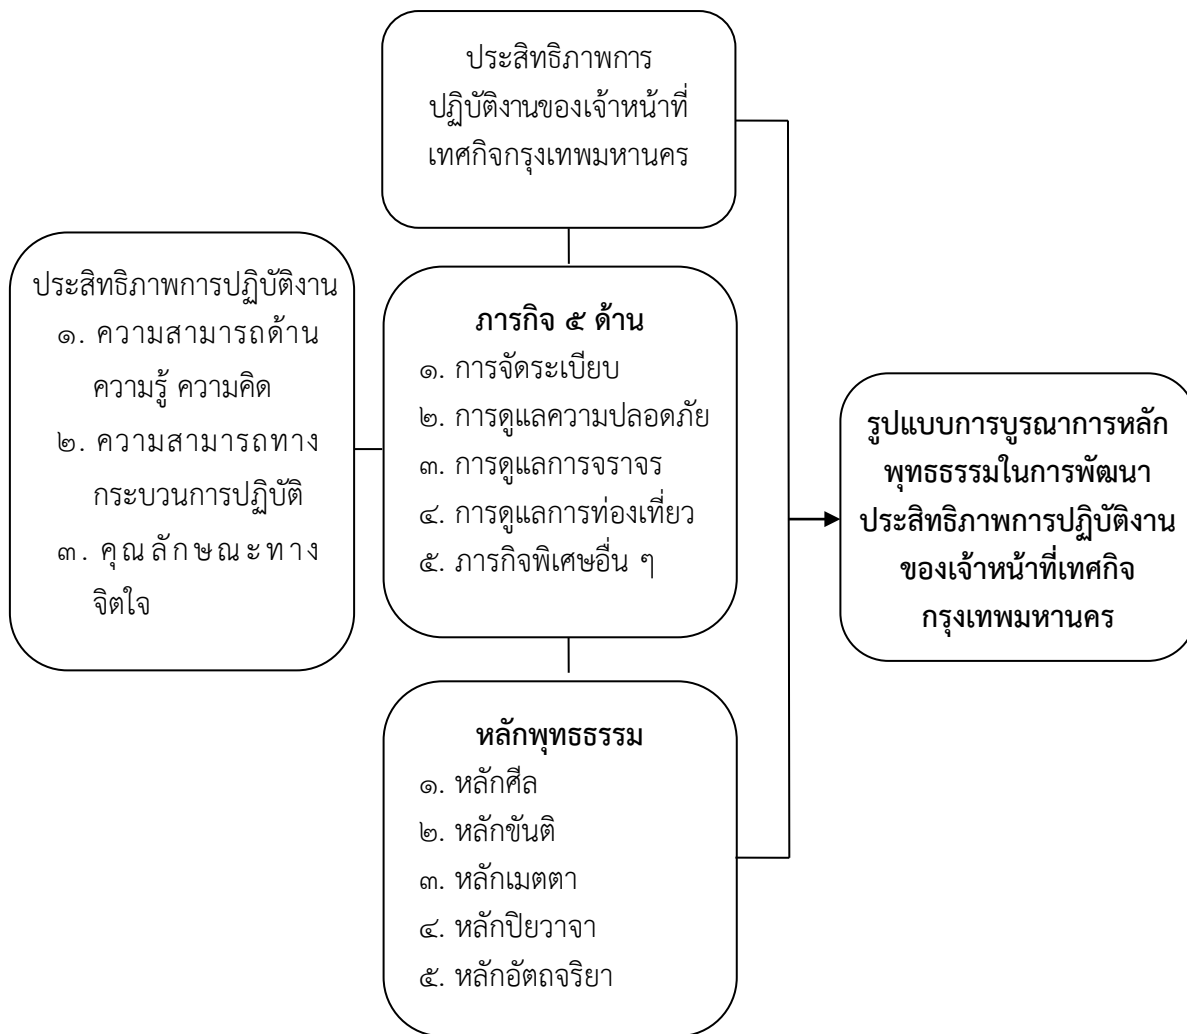 ประสิทธิภาพการ
ปฏิบัติงานของเจ้าหน้าที่
เทศกิจกรุงเทพมหานคร
ประสิทธิภาพการปฏิบัติงาน
๑. ความสามารถด้าน
ความรู้ ความคิด
๒. ความสามารถทาง
กระบวนการปฏิบัติ
๓. คุณลักษณะทาง
จิตใจ
ภารกิจ ๕ ด้าน
๑. การจัดระเบียบ
๒. การดูแลความปลอดภัย
๓. การดูแลการจราจร
๔. การดูแลการท่องเที่ยว
๕. ภารกิจพิเศษอื่น ๆ
หลักพุทธธรรม
๑. หลักศีล
๒. หลักขันติ
๓. หลักเมตตา
๔. หลักปิยวาจา
๕. หลักอัตถจริยา
รูปแบบการบูรณาการหลัก
พุทธธรรมในการพัฒนา
ประสิทธิภาพการปฏิบัติงาน
ของเจ้าหน้าที่เทศกิจ
กรุงเทพมหานคร